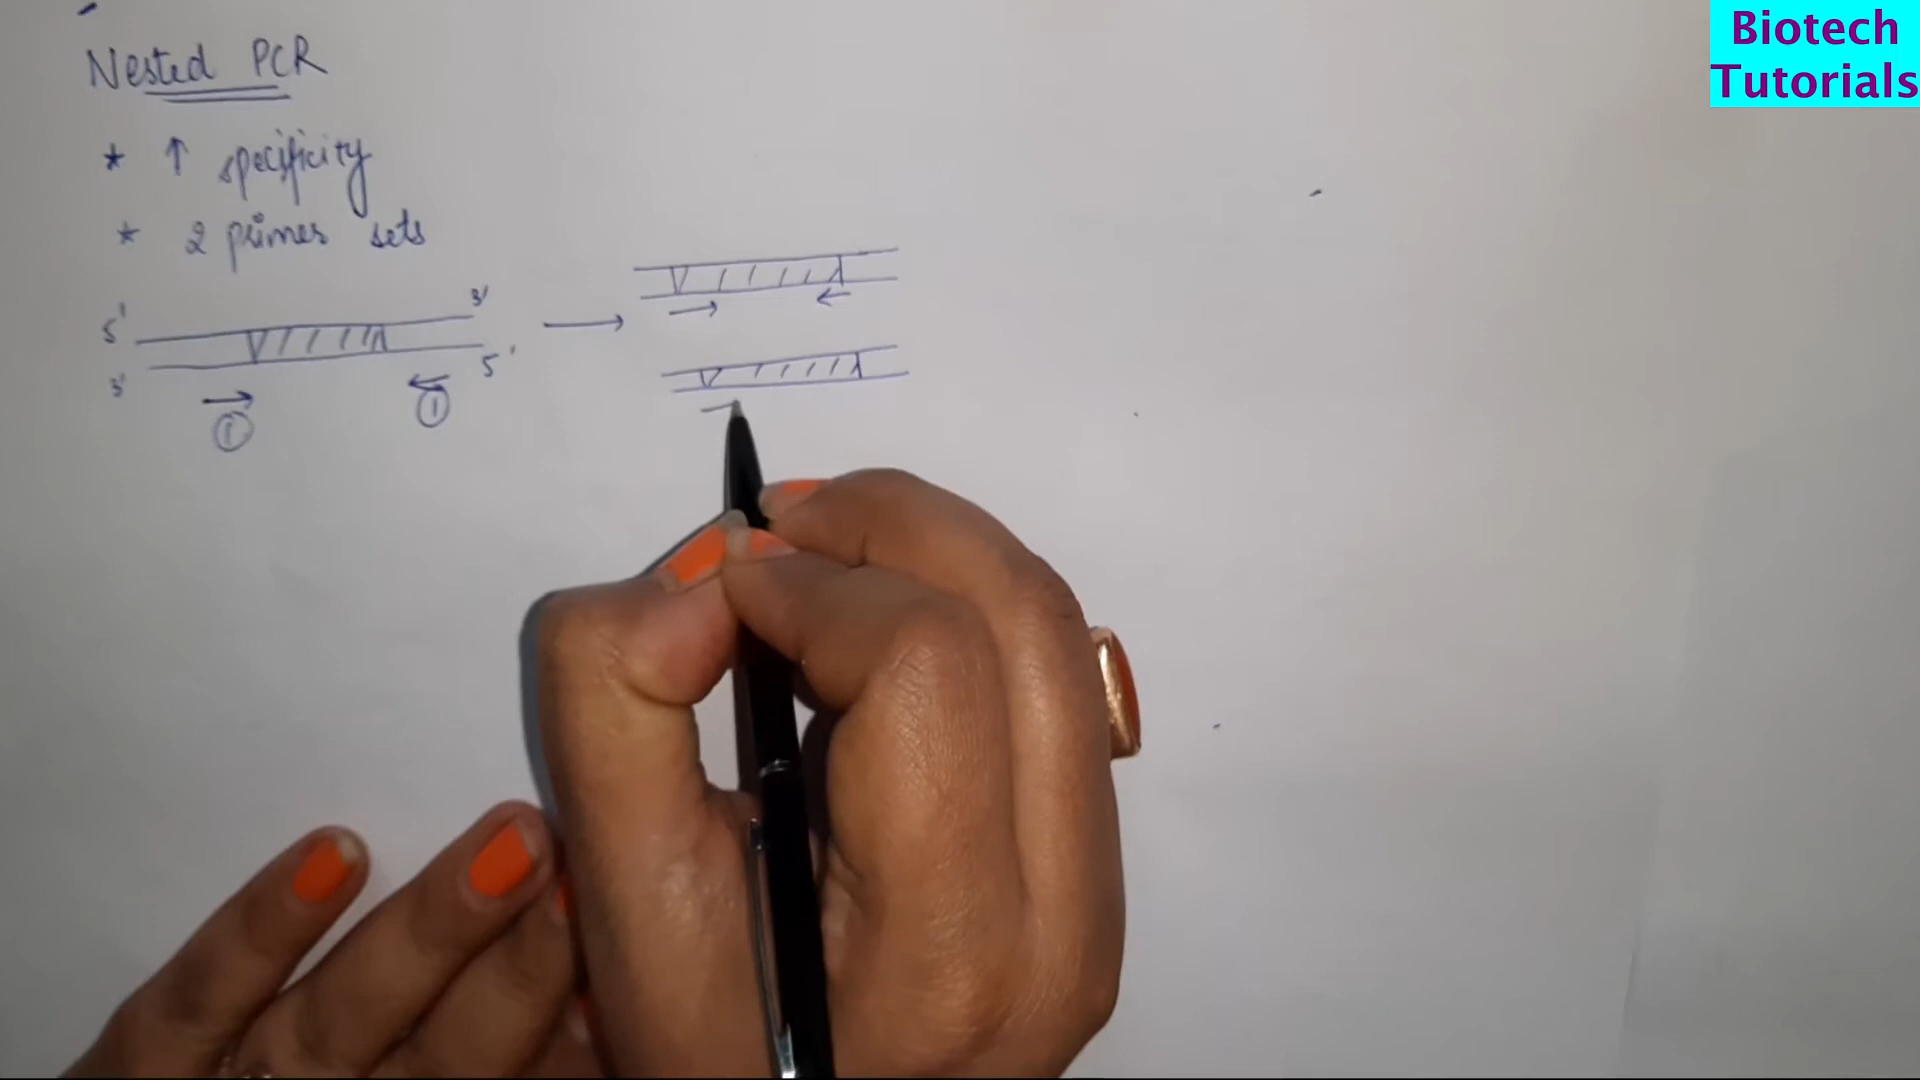 Nested PCR
* ↑ specificity
* 2 primer sets
5' 3'
3' 5'
① ①
Biotech
Tutorials